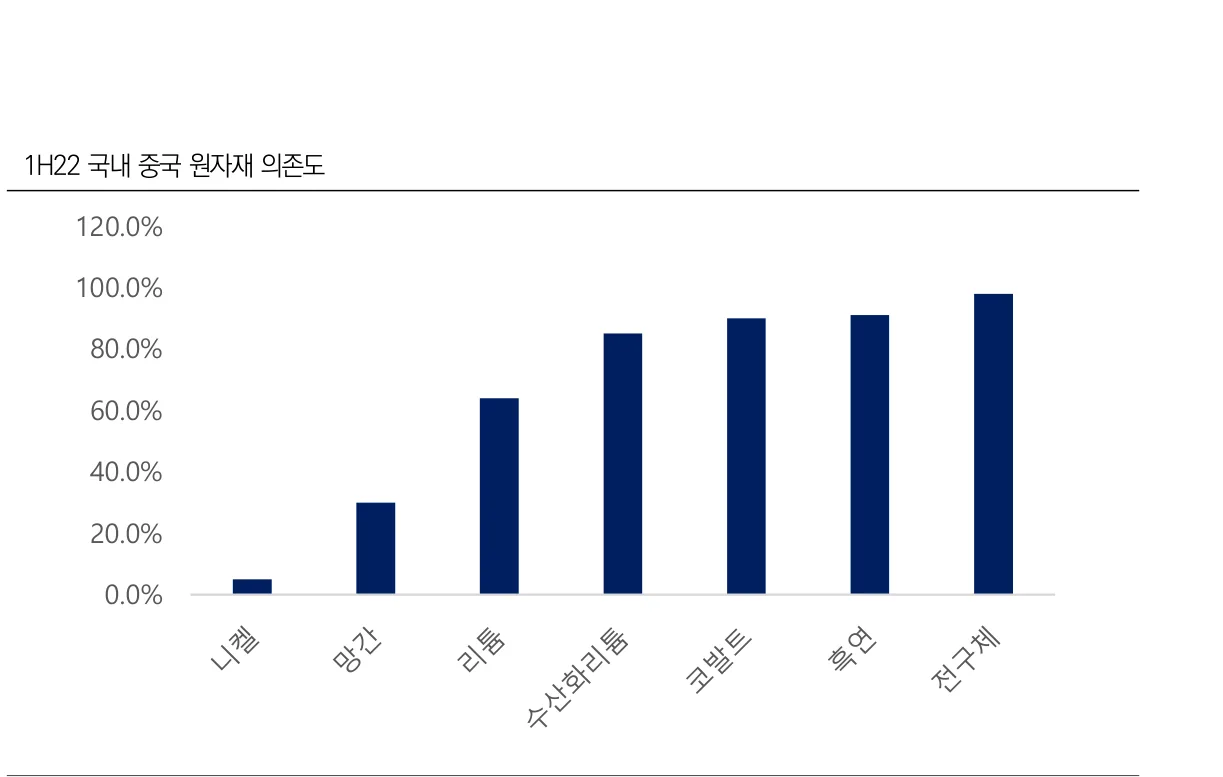 1H22 국내 중국 원자재 의존도
120.0%
100.0%
80.0%
60.0%
40.0%
20.0%
0.0%
니켈
망간
리튬
수산화리튬
코발트
흑연
전구체